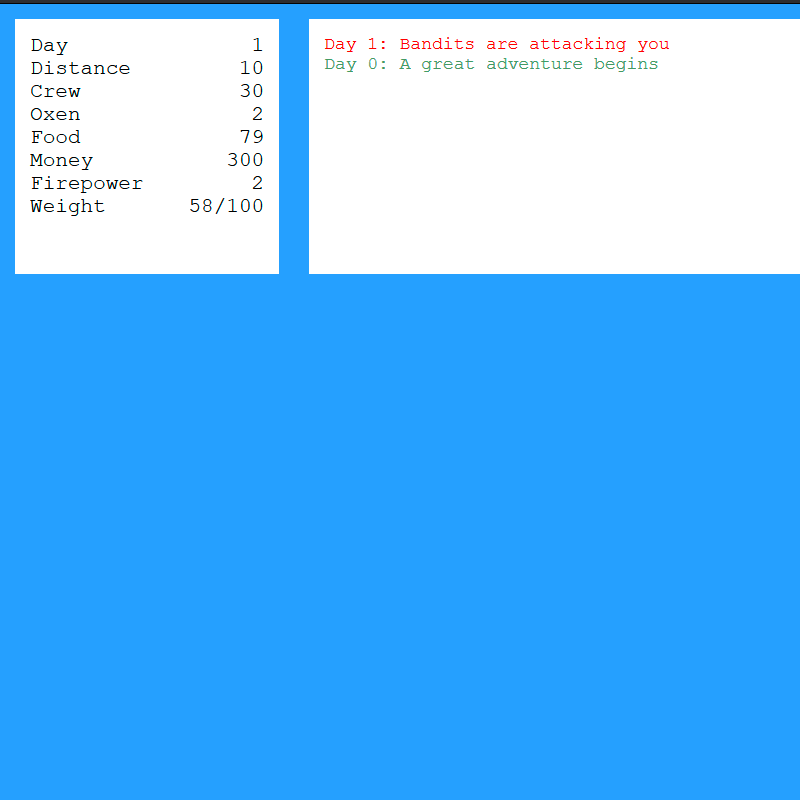 Day 1
Distance 10
Crew 30
Oxen 2
Food 79
Money 300
Firepower 2
Weight 58/100
Day 1: Bandits are attacking you
Day 0: A great adventure begins